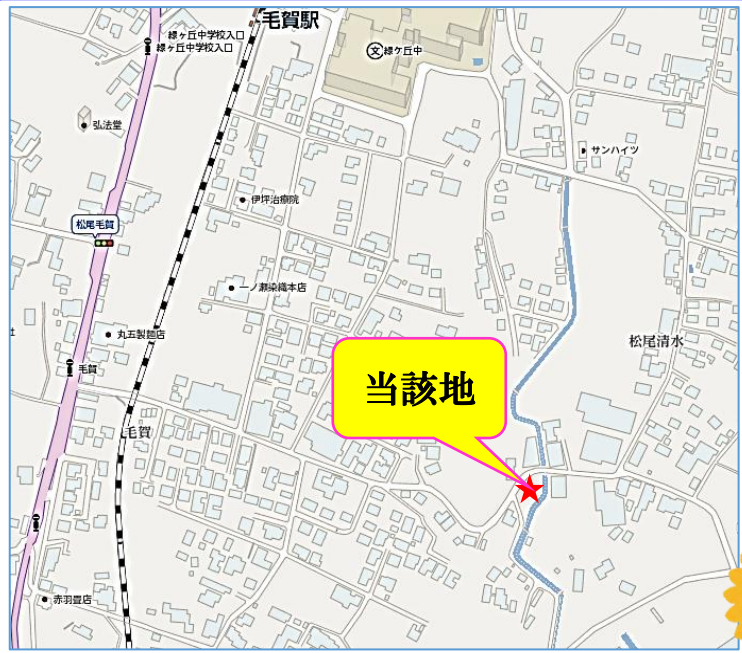 毛賀駅
緑ヶ丘中学校入口
緑ヶ丘中学校入口
文
緑ケ丘中
弘法堂
サンハイツ
伊坪治療院
松尾毛賀
一ノ瀬染織本店
丸五製麺店
松尾清水
毛賀
当該地
毛賀
赤羽畳店